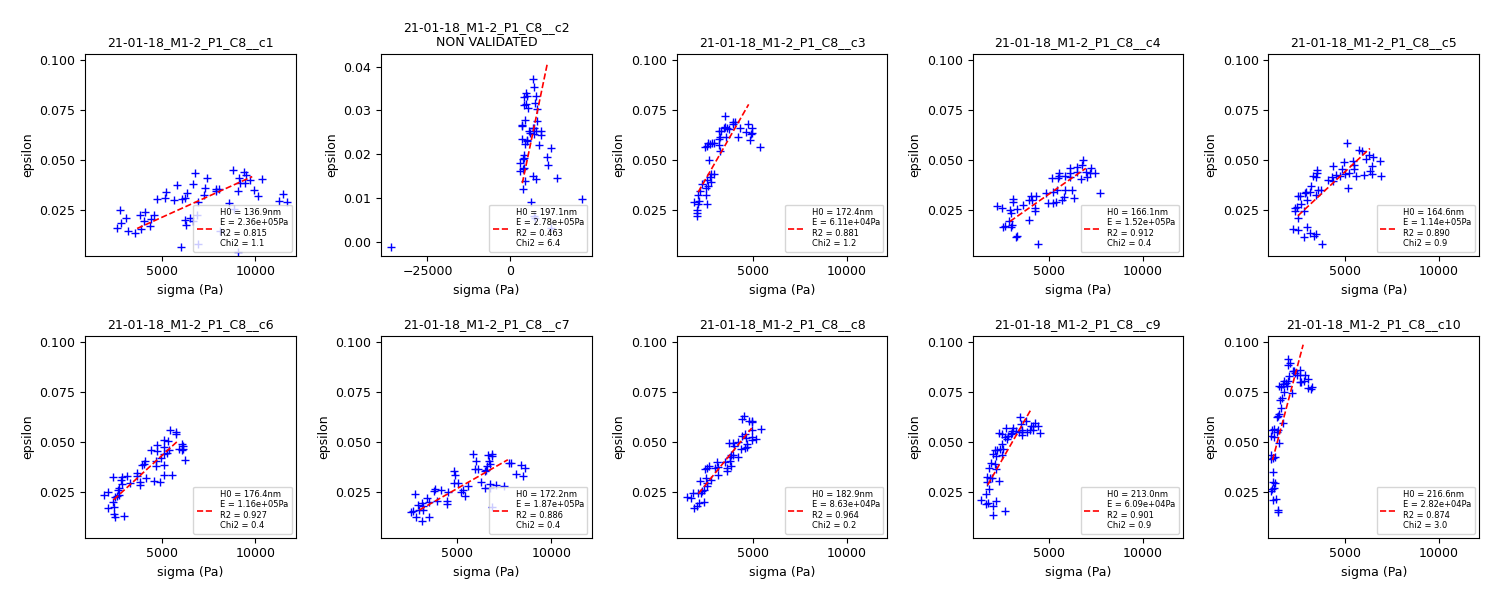 21-01-18_M1-2_P1_C8__c1
epsilon
0.100
0.075
0.050
0.025
5000
10000
sigma (Pa)
H0 = 136.9nm
E = 2.36e+05Pa
R2 = 0.815
Chi2 = 1.1
21-01-18_M1-2_P1_C8__c2
NON VALIDATED
epsilon
0.04
0.03
0.02
0.01
0.00
−25000
0
sigma (Pa)
H0 = 197.1nm
E = 2.78e+05Pa
R2 = 0.463
Chi2 = 6.4
21-01-18_M1-2_P1_C8__c3
epsilon
0.100
0.075
0.050
0.025
5000
10000
sigma (Pa)
H0 = 172.4nm
E = 6.11e+04Pa
R2 = 0.881
Chi2 = 1.2
21-01-18_M1-2_P1_C8__c4
epsilon
0.100
0.075
0.050
0.025
5000
10000
sigma (Pa)
H0 = 166.1nm
E = 1.52e+05Pa
R2 = 0.912
Chi2 = 0.4
21-01-18_M1-2_P1_C8__c5
epsilon
0.100
0.075
0.050
0.025
5000
10000
sigma (Pa)
H0 = 164.6nm
E = 1.14e+05Pa
R2 = 0.890
Chi2 = 0.9
21-01-18_M1-2_P1_C8__c6
epsilon
0.100
0.075
0.050
0.025
5000
10000
sigma (Pa)
H0 = 176.4nm
E = 1.16e+05Pa
R2 = 0.927
Chi2 = 0.4
21-01-18_M1-2_P1_C8__c7
epsilon
0.100
0.075
0.050
0.025
5000
10000
sigma (Pa)
H0 = 172.2nm
E = 1.87e+05Pa
R2 = 0.886
Chi2 = 0.4
21-01-18_M1-2_P1_C8__c8
epsilon
0.100
0.075
0.050
0.025
5000
10000
sigma (Pa)
H0 = 182.9nm
E = 8.63e+04Pa
R2 = 0.964
Chi2 = 0.2
21-01-18_M1-2_P1_C8__c9
epsilon
0.100
0.075
0.050
0.025
5000
10000
sigma (Pa)
H0 = 213.0nm
E = 6.09e+04Pa
R2 = 0.901
Chi2 = 0.9
21-01-18_M1-2_P1_C8__c10
epsilon
0.100
0.075
0.050
0.025
5000
10000
sigma (Pa)
H0 = 216.6nm
E = 2.82e+04Pa
R2 = 0.874
Chi2 = 3.0